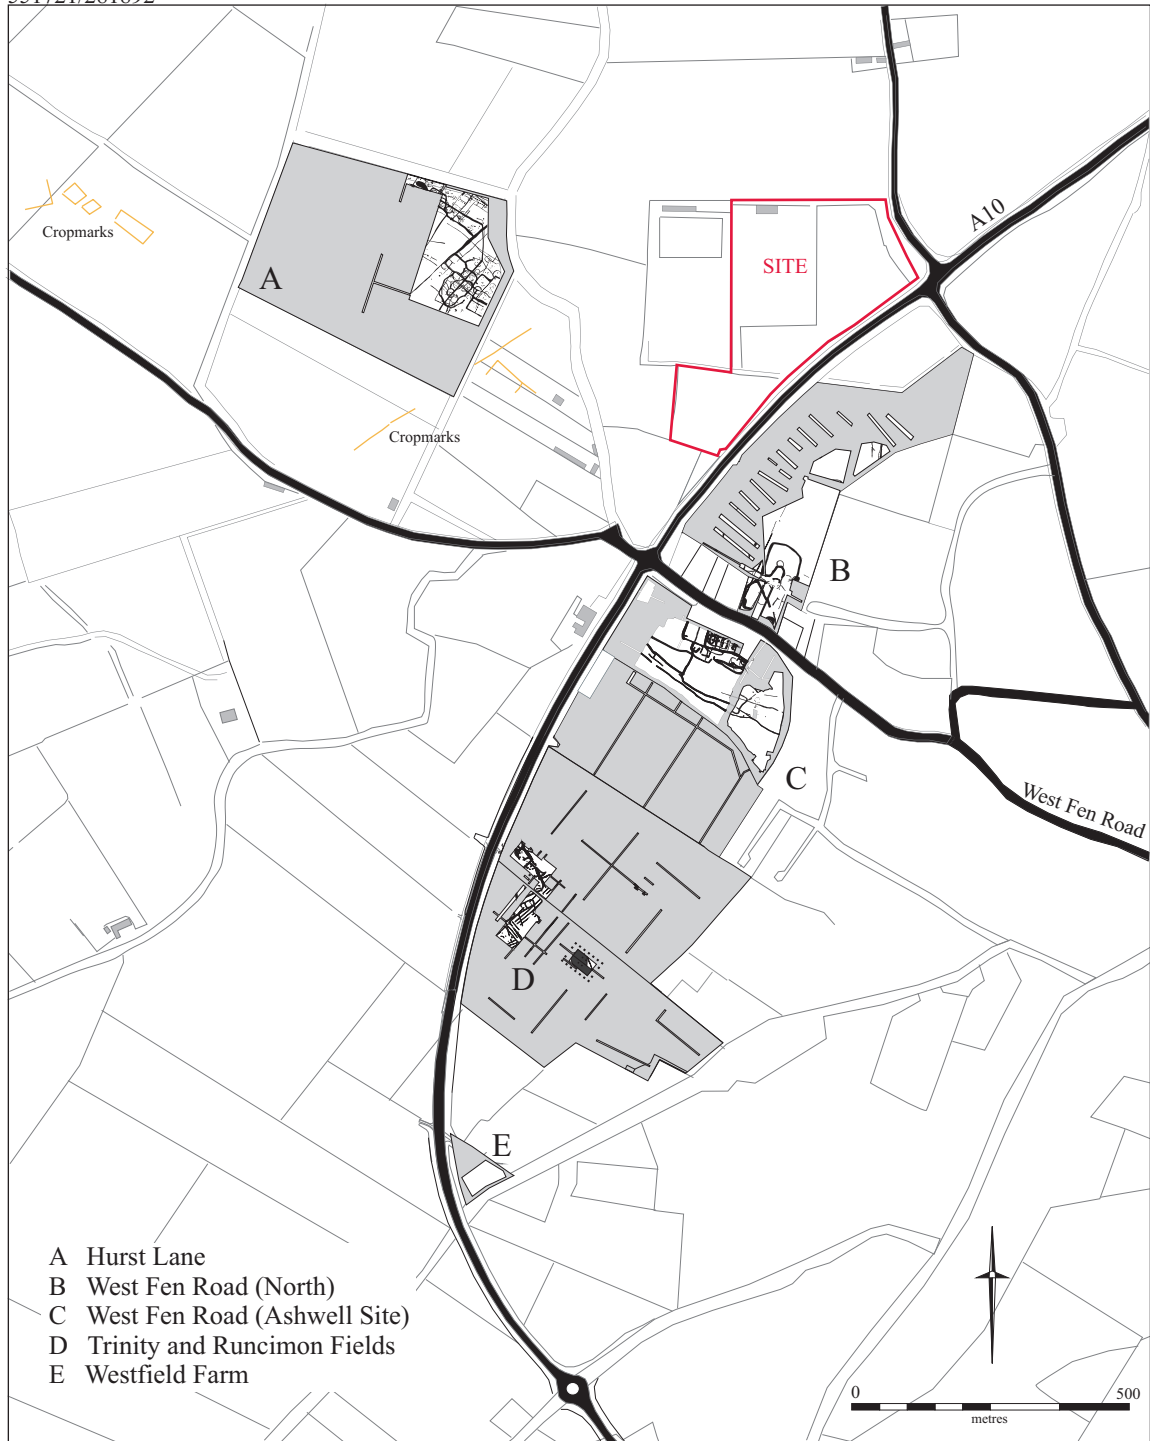 A10
Cropmarks
SITE
A
Cropmarks
B
C
West Fen Road
D
E
A Hurst Lane
B West Fen Road (North)
C West Fen Road (Ashwell Site)
D Trinity and Runcimon Fields
E Westfield Farm
0 500
metres